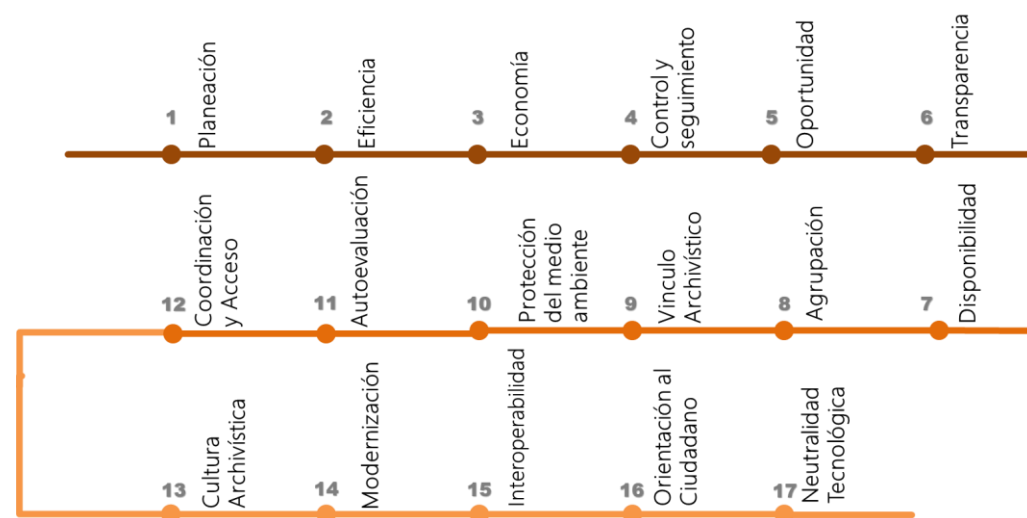 1
Planeación
2
Eficiencia
3
Economía
4
Control y
seguimiento
5
Oportunidad
6
Transparencia
7
Disponibilidad
8
Agrupación
9
Vinculo
Archivístico
10
Protección
del medio
ambiente
11
Autoevaluación
12
Coordinación
y Acceso
13
Cultura
Archivística
14
Modernización
15
Interoperabilidad
16
Orientación al
Ciudadano
17
Neutralidad
Tecnológica